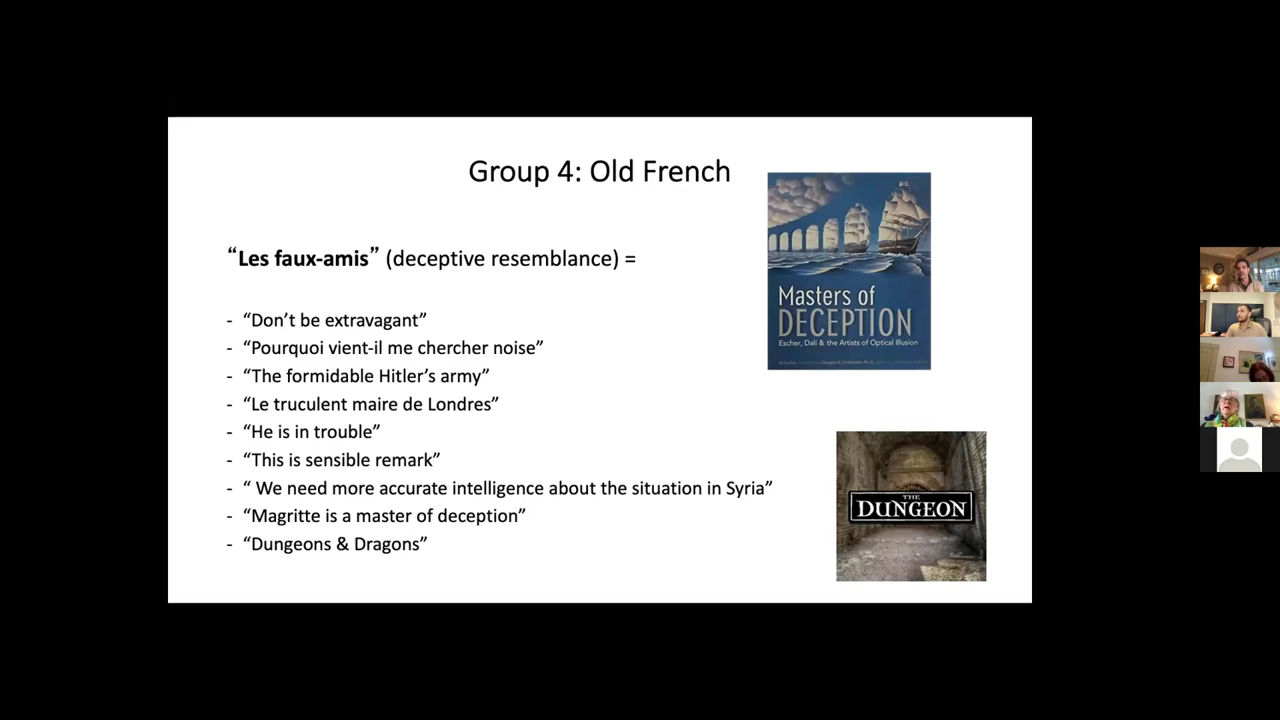 Group 4: Old French
“Les faux-amis” (deceptive resemblance) =
- “Don’t be extravagant”
- “Pourquoi vient-il me chercher noise”
- “The formidable Hitler’s army”
- “Le truculent maire de Londres”
- “He is in trouble”
- “This is sensible remark”
- “ We need more accurate intelligence about the situation in Syria”
- “Magritte is a master of deception”
- “Dungeons & Dragons”
Masters of
DECEPTION
Escher, Dalí & the Artists of Optical Illusion
THE
DUNGEON